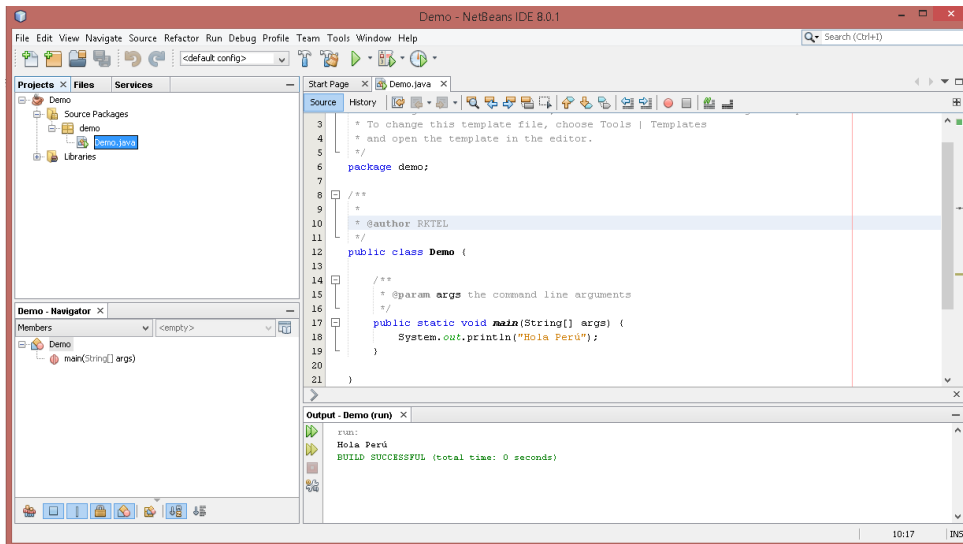 Demo - NetBeans IDE 8.0.1
File Edit View Navigate Source Refactor Run Debug Profile Team Tools Window Help
Search (Ctrl+I)
<default config>
Projects × Files Services
Demo
Source Packages
demo
Demo.java
Libraries
Demo - Navigator ×
Members <empty>
Demo
main(String[] args)
Start Page × Demo.java ×
Source History
3 * To change this template file, choose Tools | Templates
4 * and open the template in the editor.
5 */
6 package demo;
7
8 /**
9 *
10 * @author RKTEL
11 */
12 public class Demo {
13
14 /**
15 * @param args the command line arguments
16 */
17 public static void main(String[] args) {
18 System.out.println("Hola Perú");
19 }
20
21 }
Output - Demo (run) ×
run:
Hola Perú
BUILD SUCCESSFUL (total time: 0 seconds)
10:17 INS